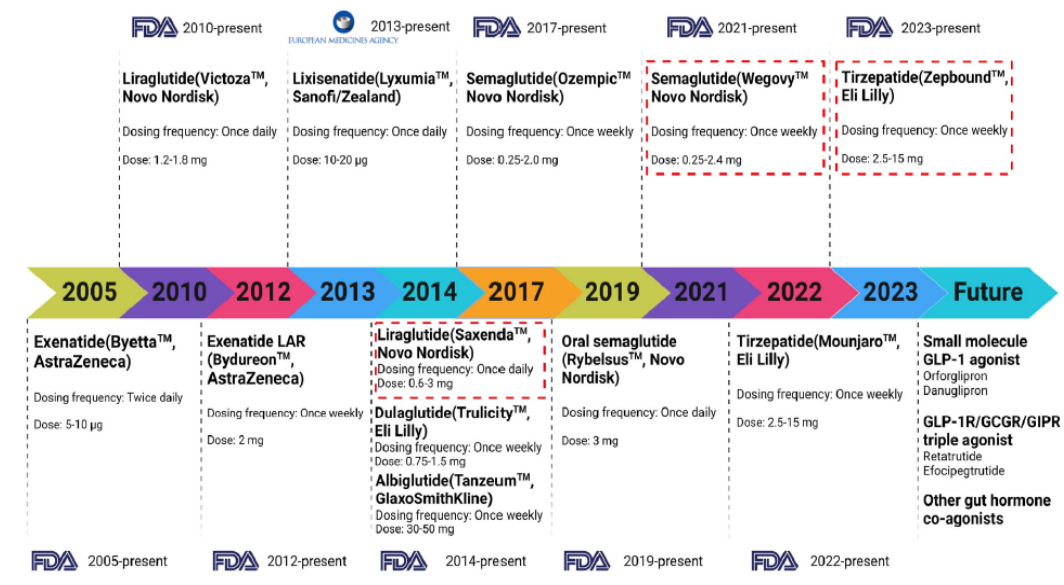 FDA 2010-present
EUROPEAN MEDICINES AGENCY 2013-present
FDA 2017-present
FDA 2021-present
FDA 2023-present
Liraglutide(Victoza™,
Novo Nordisk)
Dosing frequency: Once daily
Dose: 1.2-1.8 mg
Lixisenatide(Lyxumia™,
Sanofi/Zealand)
Dosing frequency: Once daily
Dose: 10-20 µg
Semaglutide(Ozempic™
Novo Nordisk)
Dosing frequency: Once weekly
Dose: 0.25-2.0 mg
Semaglutide(Wegovy™
Novo Nordisk)
Dosing frequency: Once weekly
Dose: 0.25-2.4 mg
Tirzepatide(Zepbound™,
Eli Lilly)
Dosing frequency: Once weekly
Dose: 2.5-15 mg
2005 2010 2012 2013 2014 2017 2019 2021 2022 2023 Future
Exenatide(Byetta™,
AstraZeneca)
Dosing frequency: Twice daily
Dose: 5-10 µg
Exenatide LAR
(Bydureon™,
AstraZeneca)
Dosing frequency: Once weekly
Dose: 2 mg
Liraglutide(Saxenda™,
Novo Nordisk)
Dosing frequency: Once daily
Dose: 0.6-3 mg
Dulaglutide(Trulicity™,
Eli Lilly)
Dosing frequency: Once weekly
Dose: 0.75-1.5 mg
Albiglutide(Tanzeum™,
GlaxoSmithKline)
Dosing frequency: Once weekly
Dose: 30-50 mg
Oral semaglutide
(Rybelsus™, Novo
Nordisk)
Dosing frequency: Once daily
Dose: 3 mg
Tirzepatide(Mounjaro™,
Eli Lilly)
Dosing frequency: Once weekly
Dose: 2.5-15 mg
Small molecule
GLP-1 agonist
Orforglipron
Danuglipron
GLP-1R/GCGR/GIPR
triple agonist
Retatrutide
Efocipegtrutide
Other gut hormone
co-agonists
FDA 2005-present
FDA 2012-present
FDA 2014-present
FDA 2019-present
FDA 2022-present